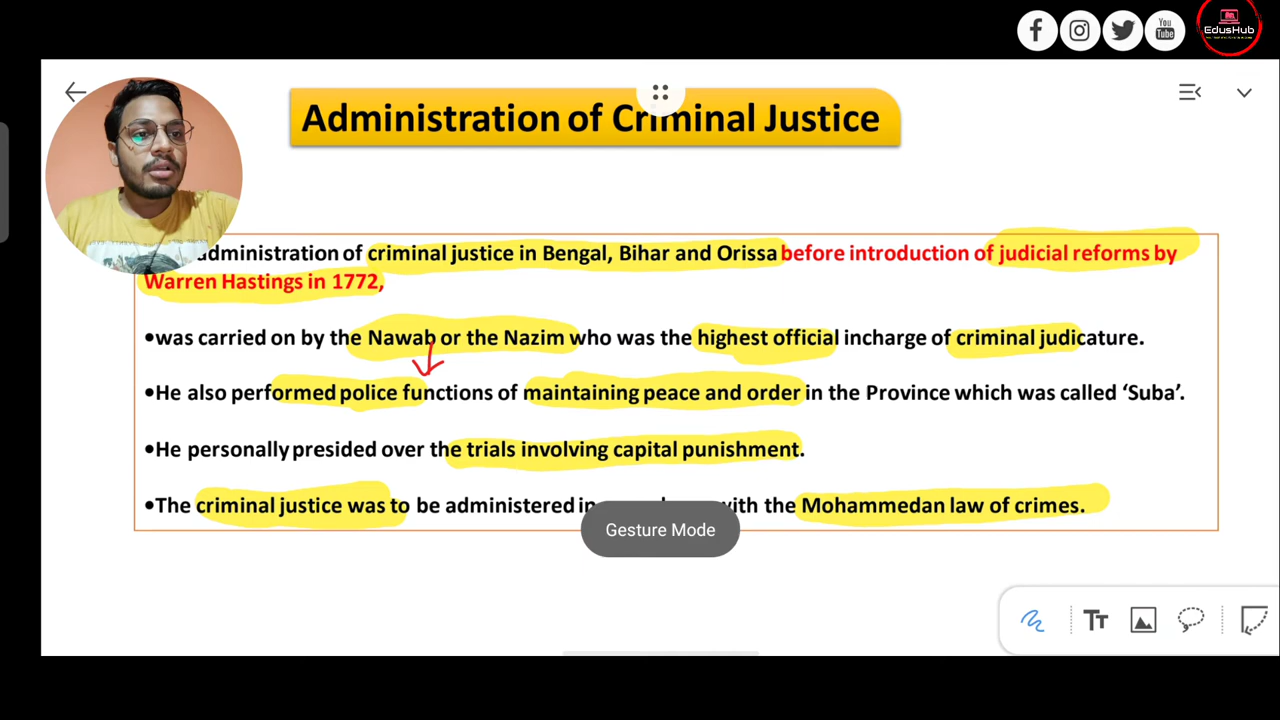 You
Tube
EdusHub
Administration of Criminal Justice
administration of criminal justice in Bengal, Bihar and Orissa before introduction of judicial reforms by
Warren Hastings in 1772,
•was carried on by the Nawab or the Nazim who was the highest official incharge of criminal judicature.
•He also performed police functions of maintaining peace and order in the Province which was called ‘Suba’.
•He personally presided over the trials involving capital punishment.
•The criminal justice was to be administered in with the Mohammedan law of crimes.
Gesture Mode
TT